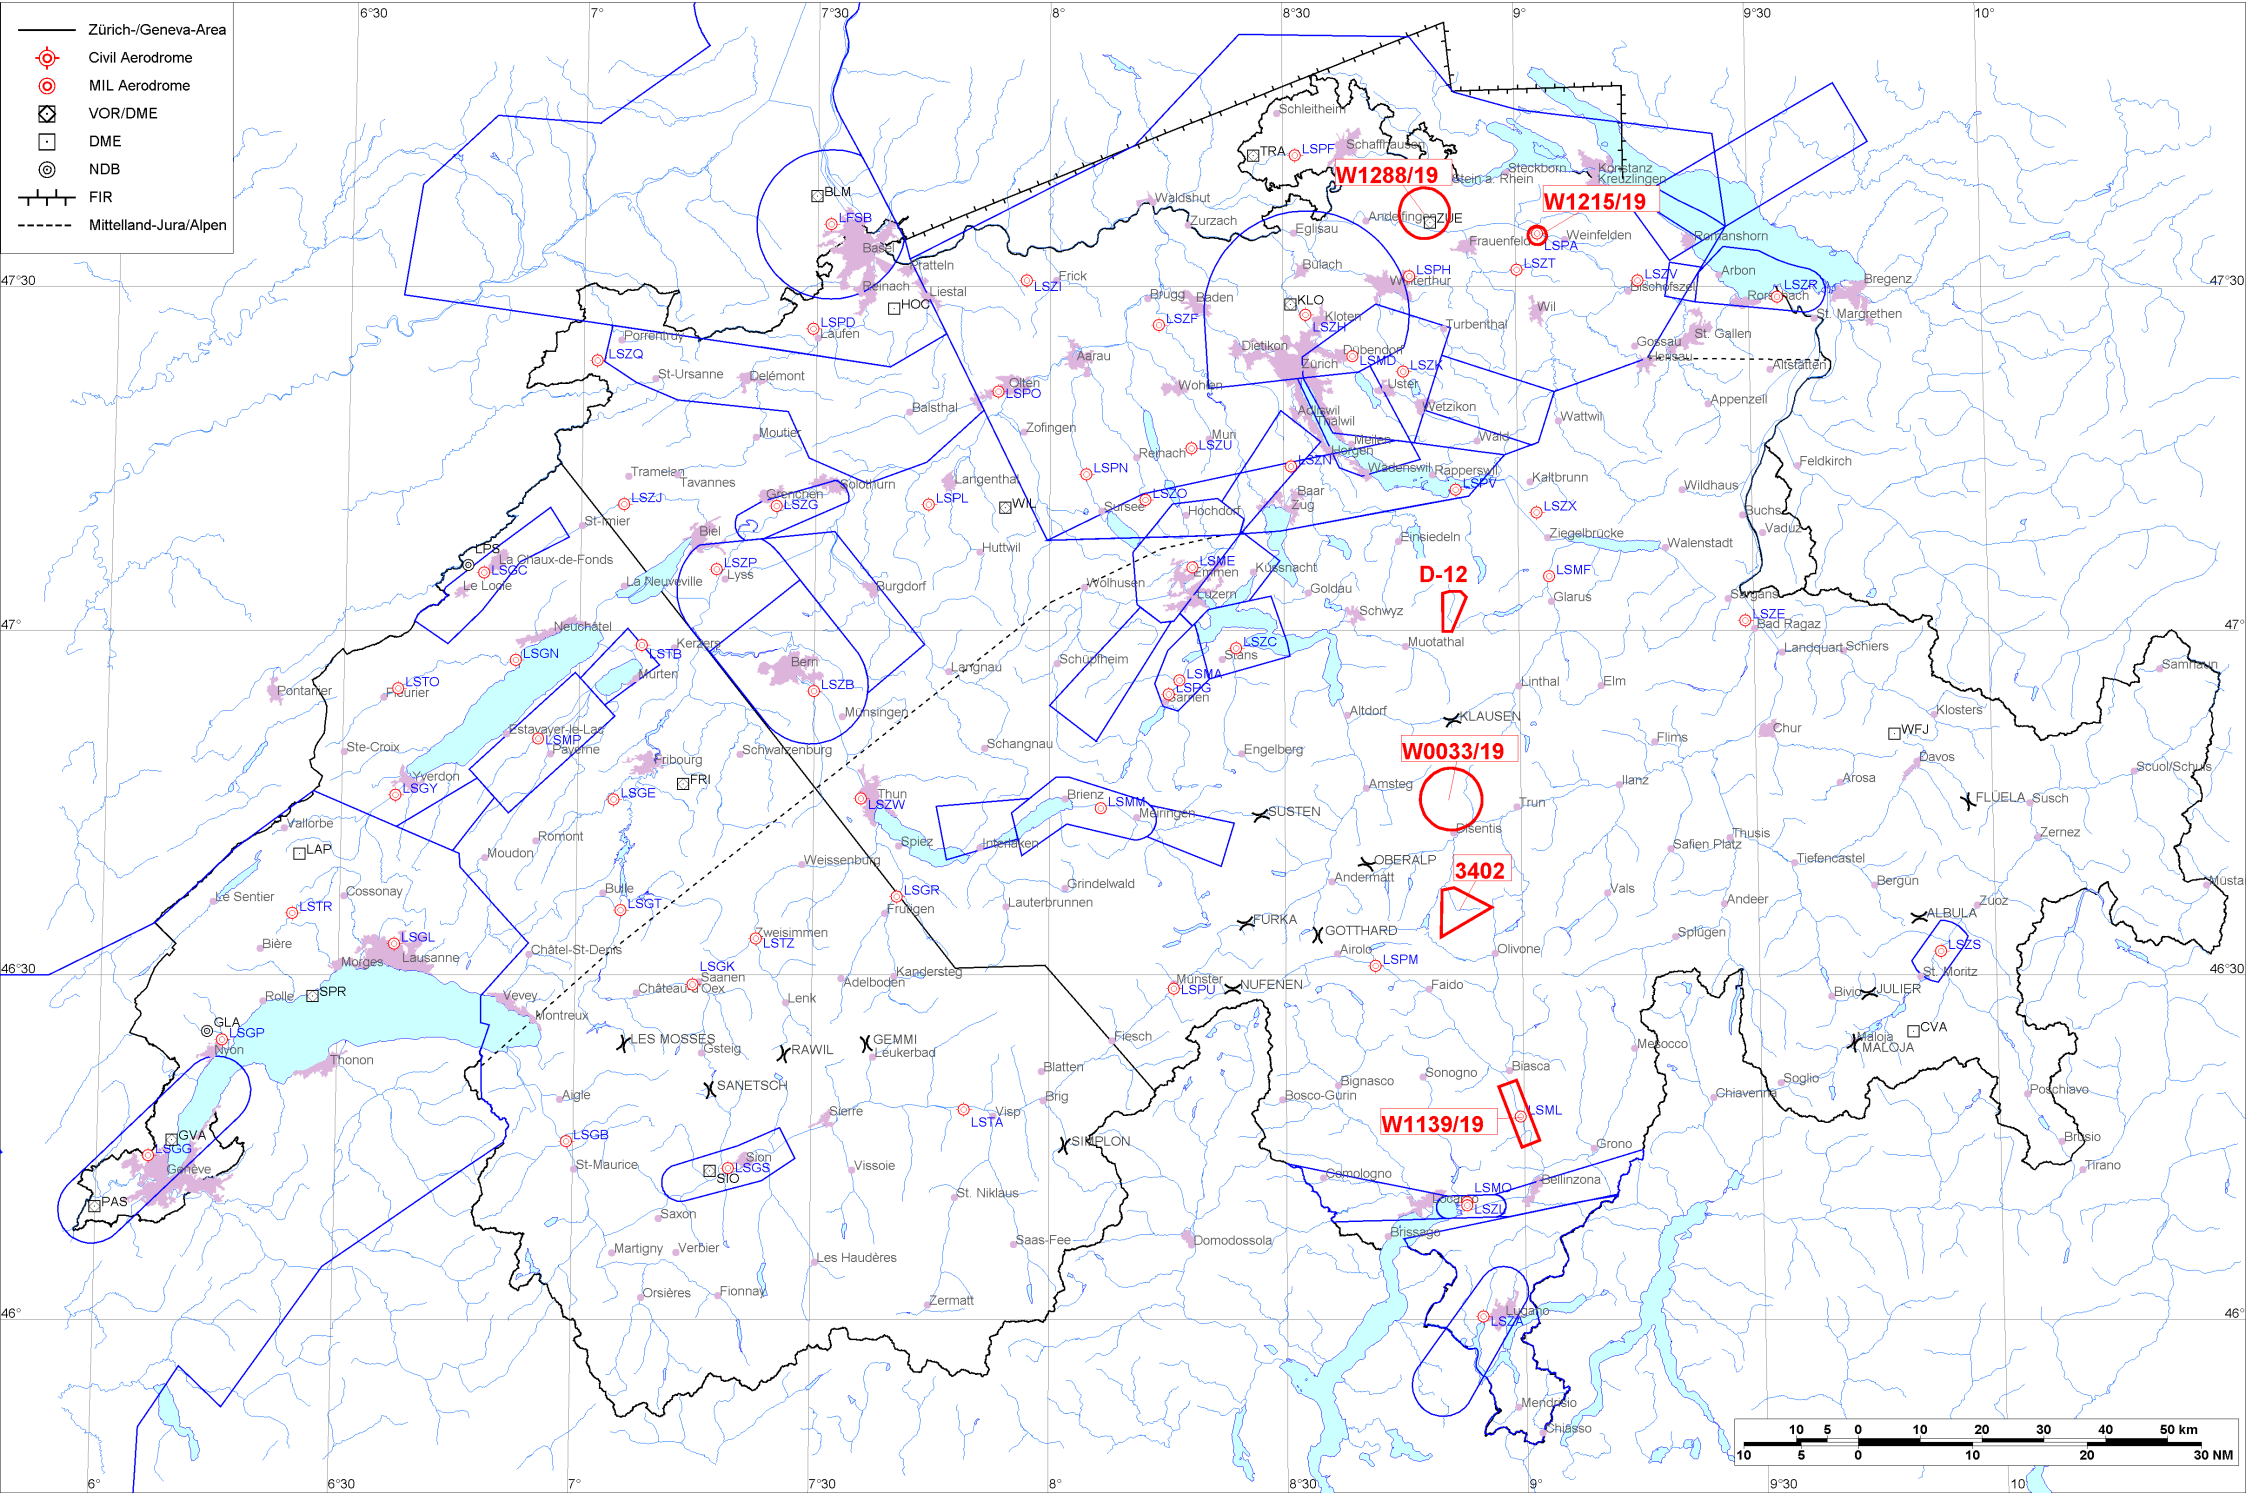 6°30
7°
7°30
8°
8°30
9°
9°30
10°
Zürich-/Geneva-Area
Civil Aerodrome
MIL Aerodrome
VOR/DME
DME
NDB
FIR
Mittelland-Jura/Alpen
Schleitheim
TRA
LSPF
Schaffhausen
W1288/19
Stein a. Rhein
Steckborn
Konstanz
Kreuzlingen
BLM
Waldshut
W1215/19
LFSB
Zurzach
Eglisau
Andelfingen
ZUE
Frauenfeld
LSPA
Weinfelden
Romanshorn
Basel
Pratteln
Bülach
LSPH
Winterthur
LSZT
LSZV
Bischofszell
Arbon
LSZR
Bregenz
47°30
47°30
Reinach
Liestal
HOC
LSZI
Frick
Brugg
Baden
KLO
Kloten
LSZH
Wil
Rorschach
St. Margrethen
LSPD
Laufen
LSZF
Turbenthal
St. Gallen
Gossau
Herisau
Altstätten
Porrentruy
LSZQ
Dietikon
Zürich
Dübendorf
LSMD
LSZK
Uster
Aarau
St-Ursanne
Delémont
Olten
LSPO
Wohlen
Wetzikon
Appenzell
Balsthal
Adliswil
Thalwil
Wattwil
Zofingen
Moutier
Muri
LSZU
Meilen
Horgen
Wald
Reinach
LSZN
Wädenswil
Rapperswil
LSPV
Kaltbrunn
Feldkirch
Tramelan
Tavannes
LSPN
Langenthal
Solothurn
Grenchen
LSZG
LSPL
WIL
LSZO
Sursee
Hochdorf
Baar
Zug
Wildhaus
LSZJ
St-Imier
LSZX
Buchs
Vaduz
Biel
Ziegelbrücke
Walenstadt
Einsiedeln
Huttwil
LPS
La Chaux-de-Fonds
LSGC
Le Locle
LSZP
Lyss
La Neuveville
Burgdorf
Wolhusen
LSME
Emmen
Küssnacht
Luzern
Goldau
Schwyz
D-12
LSMF
Glarus
Sargans
LSZE
Bad Ragaz
47°
47°
Neuchâtel
LSGN
LSTB
Kerzers
Murten
Bern
LSZB
Langnau
Schüpfheim
LSZC
Stans
Muotathal
Landquart
Schiers
Samnaun
LSTO
Fleurier
Pontarlier
LSMA
LSPG
Sarnen
Linthal
Elm
Münsingen
Altdorf
KLAUSEN
Klosters
Chur
Estavayer-le-Lac
LSMP
Payerne
Ste-Croix
Schwarzenburg
Schangnau
Engelberg
W0033/19
Flims
WFJ
Davos
Scuol/Schuls
Yverdon
LSGY
Fribourg
FRI
LSGE
Thun
LSZW
Brienz
LSMM
Meiringen
Amsteg
Ilanz
Arosa
FLÜELA
Susch
Trun
SUSTEN
Disentis
Vallorbe
LAP
Romont
Moudon
Spiez
Interlaken
Thusis
Safien Platz
Zernez
Tiefencastel
Weissenburg
OBERALP
Andermatt
3402
Le Sentier
Cossonay
Bulle
LSGT
LSGR
Frutigen
Grindelwald
Lauterbrunnen
Vals
Andeer
Bergün
Zuoz
ALBULA
LSTR
Bière
LSGL
Morges
Lausanne
Zweisimmen
LSTZ
Châtel-St-Denis
FURKA
GOTTHARD
Airolo
Olivone
Splügen
LSZS
St. Moritz
46°30
46°30
LSPM
LSGK
Saanen
Château-d'Oex
Kandersteg
Adelboden
Lenk
Münster
LSPU
NUFENEN
Faido
Bivio
JULIER
Rolle
SPR
Vevey
Montreux
GLA
LSGP
Nyon
Thonon
LES MOSSES
Gsteig
RAWIL
GEMMI
Leukerbad
Fiesch
Mesocco
CVA
Maloja
MALOJA
Biasca
Blatten
SANETSCH
Bignasco
Sonogno
Bosco-Gurin
Soglio
Chiavenna
Poschiavo
Aigle
Sierre
LSTA
Visp
Brig
W1139/19
LSML
GVA
LSGG
Genève
LSGB
SIMPLON
Grono
Brusio
Tirano
St-Maurice
Sion
LSGS
SIO
Vissoie
St. Niklaus
Comologno
LSMO
Locarno
LSZL
Bellinzona
PAS
Saxon
Brissago
Martigny
Verbier
Les Haudères
Saas-Fee
Domodossola
Orsières
Fionnay
Zermatt
46°
46°
Lugano
LSZA
Mendrisio
Chiasso
10 5 0 10 20 30 40 50 km
10 5 0 10 20 30 NM
6°
6°30
7°
7°30
8°
8°30
9°
9°30
10°